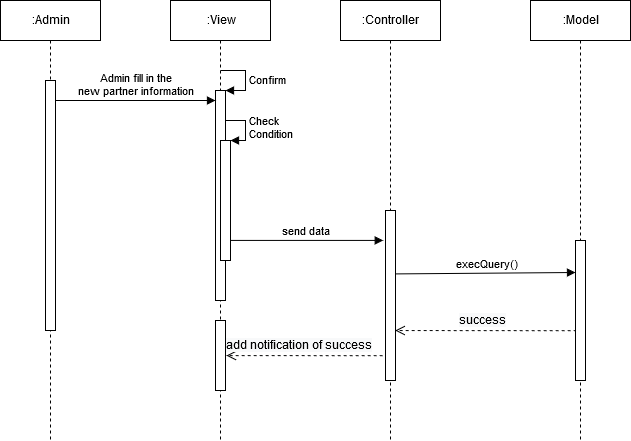 :Admin
:View
:Controller
:Model
Confirm
Admin fill in the
new partner information
Check
Condition
send data
execQuery()
success
add notification of success